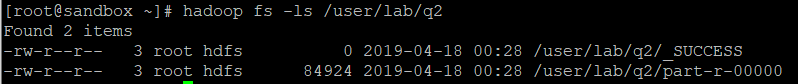 [root@sandbox ~]# hadoop fs -ls /user/lab/q2
Found 2 items
-rw-r--r--   3 root hdfs          0 2019-04-18 00:28 /user/lab/q2/_SUCCESS
-rw-r--r--   3 root hdfs      84924 2019-04-18 00:28 /user/lab/q2/part-r-00000